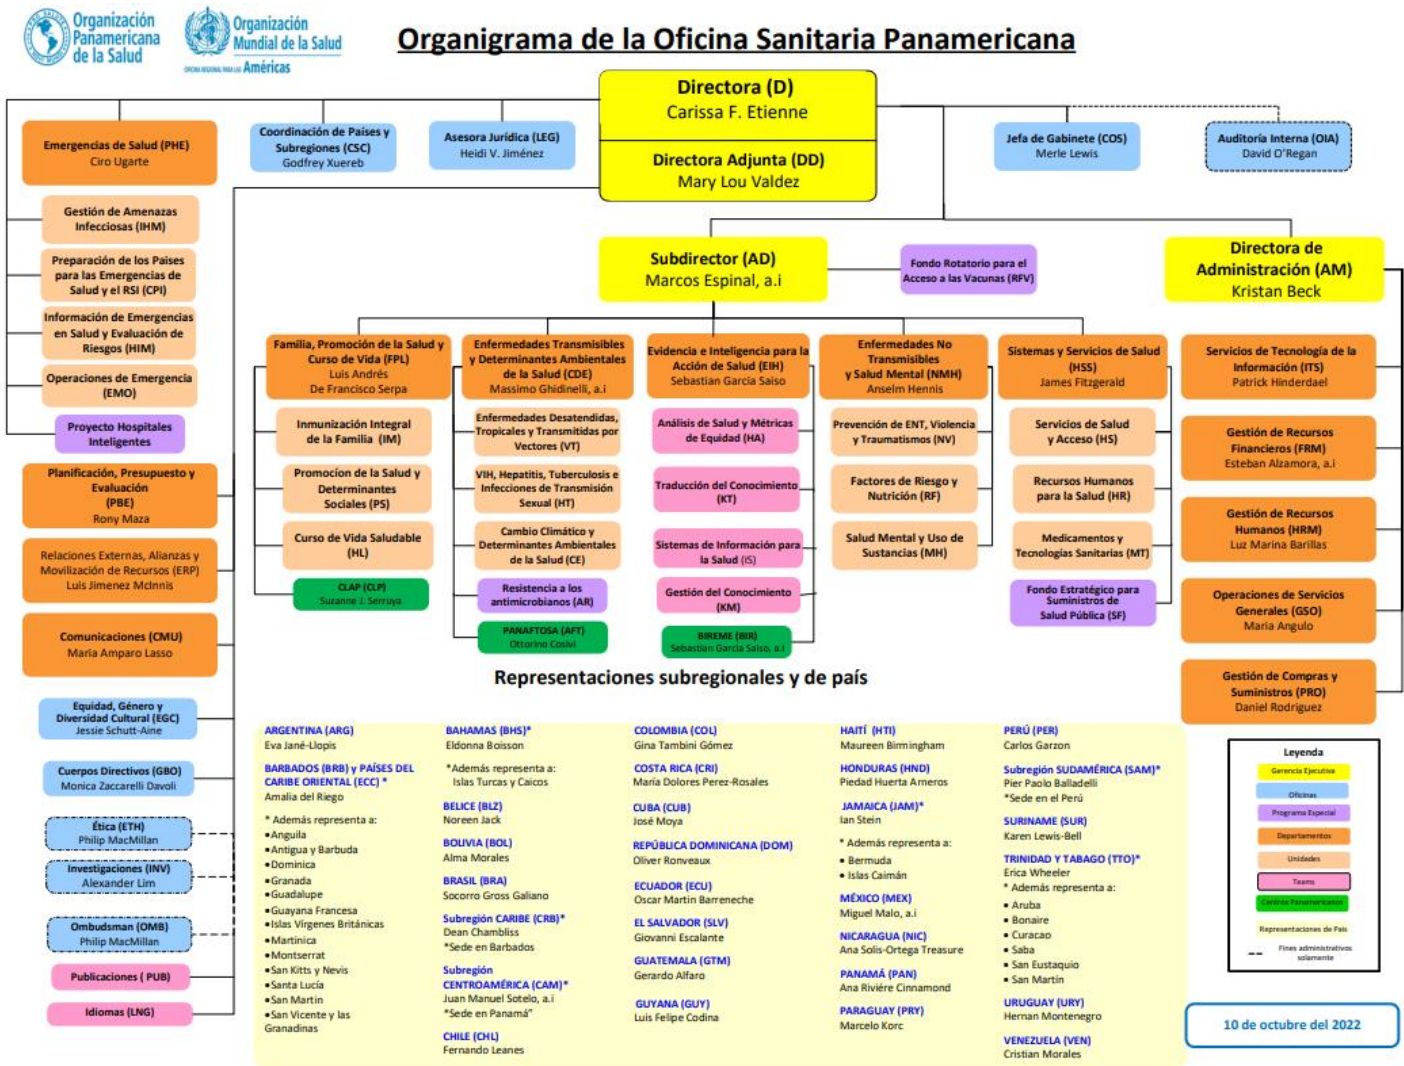 Organización
Panamericana
de la Salud
Organización
Mundial de la Salud
OFICINA REGIONAL PARA LAS Américas
Organigrama de la Oficina Sanitaria Panamericana
Directora (D)
Carissa F. Etienne
Directora Adjunta (DD)
Mary Lou Valdez
Emergencias de Salud (PHE)
Ciro Ugarte
Coordinación de Países y
Subregiones (CSC)
Godfrey Xuereb
Asesora Jurídica (LEG)
Heidi V. Jiménez
Jefa de Gabinete (COS)
Merle Lewis
Auditoría Interna (OIA)
David O'Regan
Gestión de Amenazas
Infecciosas (IHM)
Preparación de los Paises
para las Emergencias de
Salud y el RSI (CPI)
Información de Emergencias
en Salud y Evaluación de
Riesgos (HIM)
Operaciones de Emergencia
(EMO)
Proyecto Hospitales
Inteligentes
Planificación, Presupuesto y
Evaluación
(PBE)
Rony Maza
Relaciones Externas, Alianzas y
Movilización de Recursos (ERP)
Luis Jimenez McInnis
Comunicaciones (CMU)
Maria Amparo Lasso
Equidad, Género y
Diversidad Cultural (EGC)
Jessie Schutt-Aine
Cuerpos Directivos (GBO)
Monica Zaccarelli Davoli
Ética (ETH)
Philip MacMillan
Investigaciones (INV)
Alexander Lim
Ombudsman (OMB)
Philip MacMillan
Publicaciones ( PUB)
Idiomas (LNG)
Subdirector (AD)
Marcos Espinal, a.i
Fondo Rotatorio para el
Acceso a las Vacunas (RFV)
Directora de
Administración (AM)
Kristan Beck
Familia, Promoción de la Salud y
Curso de Vida (FPL)
Luis Andrés
De Francisco Serpa
Inmunización Integral
de la Familia  (IM)
Promocíon de la Salud y
Determinantes
Sociales (PS)
Curso de Vida Saludable
(HL)
CLAP (CLP)
Suzanne J. Serruya
Enfermedades Transmisibles
y Determinantes Ambientales
de la Salud (CDE)
Massimo Ghidinelli, a.i
Enfermedades Desatendidas,
Tropicales y Transmitidas por
Vectores (VT)
VIH, Hepatitis, Tuberculosis e
Infecciones de Transmisión
Sexual (HT)
Cambio Climático y
Determinantes Ambientales
de la Salud (CE)
Resistencia a los
antimicrobianos (AR)
PANAFTOSA (AFT)
Ottorino Cosivi
Evidencia e Inteligencia para la
Acción de Salud (EIH)
Sebastian Garcia Saiso
Análisis de Salud y Métricas
de Equidad (HA)
Traducción del Conocimiento
(KT)
Sistemas de Información para
la Salud (IS)
Gestión del Conocimiento
(KM)
BIREME (BIR)
Sebastian Garcia Saiso, a.i
Enfermedades No
Transmisibles
y Salud Mental (NMH)
Anselm Hennis
Prevención de ENT, Violencia
y Traumatismos (NV)
Factores de Riesgo y
Nutrición (RF)
Salud Mental y Uso de
Sustancias (MH)
Sistemas y Servicios de Salud
(HSS)
James Fitzgerald
Servicios de Salud
y Acceso (HS)
Recursos Humanos
para la Salud (HR)
Medicamentos y
Tecnologías Sanitarias (MT)
Fondo Estratégico para
Suministros de
Salud Pública (SF)
Servicios de Tecnología de la
Información (ITS)
Patrick Hinderdael
Gestión de Recursos
Financieros (FRM)
Esteban Alzamora, a.i
Gestión de Recursos
Humanos (HRM)
Luz Marina Barillas
Operaciones de Servicios
Generales (GSO)
Maria Angulo
Gestión de Compras y
Suministros (PRO)
Daniel Rodriguez
Representaciones subregionales y de país
ARGENTINA (ARG)
Eva Jané-Llopis
BARBADOS (BRB) y PAÍSES DEL
CARIBE ORIENTAL (ECC) *
Amalia del Riego
* Además representa a:
• Anguila
• Antigua y Barbuda
• Dominica
• Granada
• Guadalupe
• Guayana Francesa
• Islas Vírgenes Británicas
• Martinica
• Montserrat
• San Kitts y Nevis
• Santa Lucía
• San Martin
• San Vicente y las
Granadinas
BAHAMAS (BHS)*
Eldonna Boisson
*Además representa a:
Islas Turcas y Caicos
BELICE (BLZ)
Noreen Jack
BOLIVIA (BOL)
Alma Morales
BRASIL (BRA)
Socorro Gross Galiano
Subregión CARIBE (CRB)*
Dean Chambliss
*Sede en Barbados
Subregión
CENTROAMÉRICA (CAM)*
Juan Manuel Sotelo, a.i
*Sede en Panamá"
CHILE (CHL)
Fernando Leanes
COLOMBIA (COL)
Gina Tambini Gómez
COSTA RICA (CRI)
María Dolores Perez-Rosales
CUBA (CUB)
José Moya
REPÚBLICA DOMINICANA (DOM)
Oliver Ronveaux
ECUADOR (ECU)
Oscar Martin Barreneche
EL SALVADOR (SLV)
Giovanni Escalante
GUATEMALA (GTM)
Gerardo Alfaro
GUYANA (GUY)
Luis Felipe Codina
HAITÍ  (HTI)
Maureen Birmingham
HONDURAS (HND)
Piedad Huerta Arneros
JAMAICA (JAM)*
Ian Stein
* Además representa a:
• Bermuda
• Islas Caimán
MÉXICO (MEX)
Miguel Malo, a.i
NICARAGUA (NIC)
Ana Solis-Ortega Treasure
PANAMÁ (PAN)
Ana Riviére Cinnamond
PARAGUAY (PRY)
Marcelo Korc
PERÚ (PER)
Carlos Garzon
Subregión SUDAMÉRICA (SAM)*
Pier Paolo Balladelli
*Sede en el Perú
SURINAME (SUR)
Karen Lewis-Bell
TRINIDAD Y TABAGO (TTO)*
Erica Wheeler
* Además representa a:
• Aruba
• Bonaire
• Curacao
• Saba
• San Eustaquio
• San Martín
URUGUAY (URY)
Hernan Montenegro
VENEZUELA (VEN)
Cristian Morales
Leyenda
Gerencia Ejecutiva
Oficinas
Programa Especial
Departamentos
Unidades
Teams
Centros Panamericanos
Representaciones de País
Fines administrativos
solamente
10 de octubre del 2022